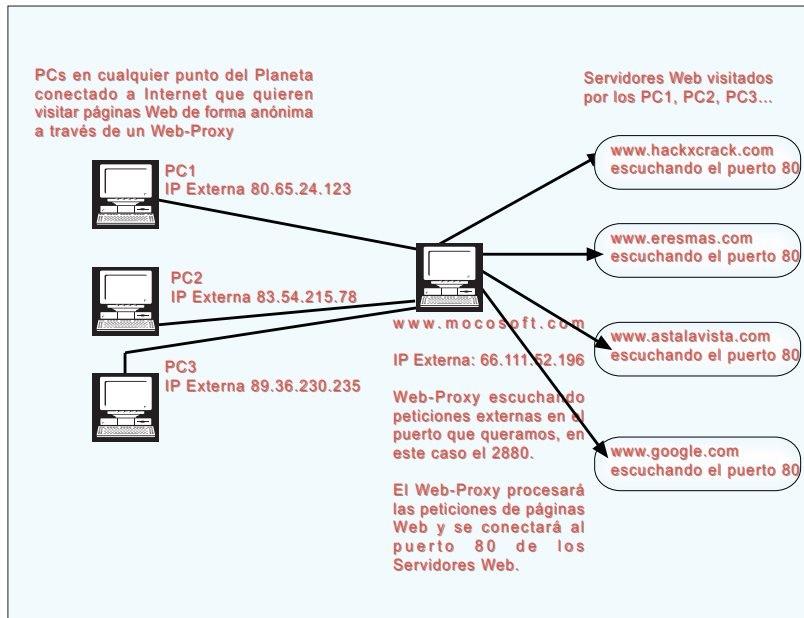 PCs en cualquier punto del Planeta
conectado a Internet que quieren
visitar páginas Web de forma anónima
a través de un Web-Proxy
Servidores Web visitados
por los PC1, PC2, PC3...
PC1
IP Externa 80.65.24.123
PC2
IP Externa 83.54.215.78
PC3
IP Externa 89.36.230.235
www.mocosoft.com
IP Externa: 66.111.52.196
Web-Proxy escuchando
peticiones externas en el
puerto que queramos, en
este caso el 2880.
El Web-Proxy procesará
las peticiones de páginas
Web y se conectará al
puerto 80 de los
Servidores Web.
www.hackxcrack.com
escuchando el puerto 80
www.eresmas.com
escuchando el puerto 80
www.astalavista.com
escuchando el puerto 80
www.google.com
escuchando el puerto 80